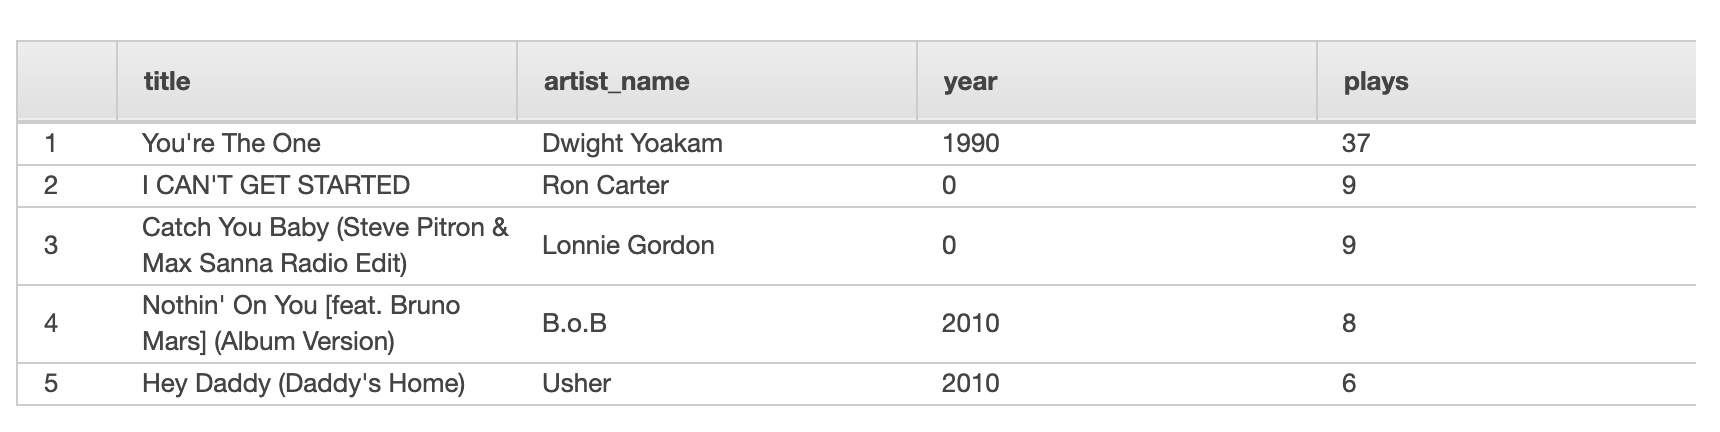 title artist_name year plays
1 You're The One Dwight Yoakam 1990 37
2 I CAN'T GET STARTED Ron Carter 0 9
3 Catch You Baby (Steve Pitron &
Max Sanna Radio Edit) Lonnie Gordon 0 9
4 Nothin' On You [feat. Bruno
Mars] (Album Version) B.o.B 2010 8
5 Hey Daddy (Daddy's Home) Usher 2010 6